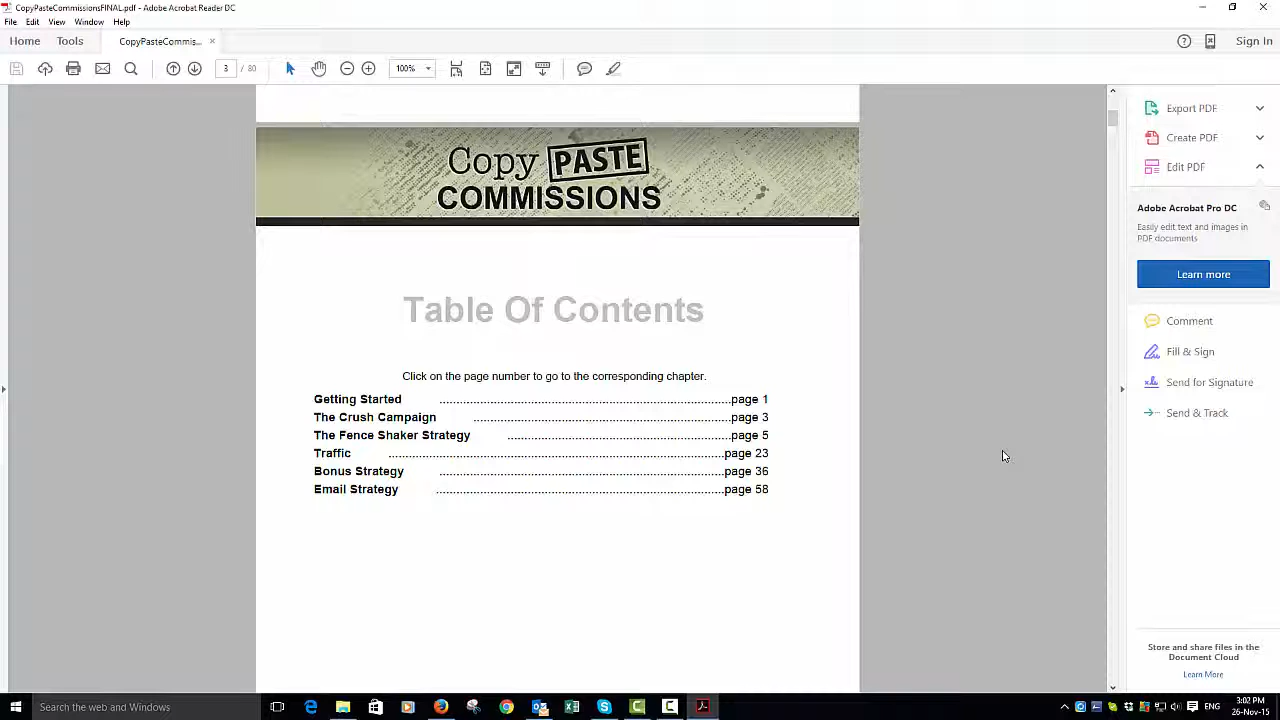 CopyPasteCommissionsFINAL.pdf - Adobe Acrobat Reader DC
File Edit View Window Help
Home Tools CopyPasteCommis... × Sign In
3 / 80 100%
Copy PASTE
COMMISSIONS
Table Of Contents
Click on the page number to go to the corresponding chapter.
Getting Started ........................................page 1
The Crush Campaign ........................................page 3
The Fence Shaker Strategy ........................................page 5
Traffic ........................................page 23
Bonus Strategy ........................................page 36
Email Strategy ........................................page 58
Export PDF
Create PDF
Edit PDF
Adobe Acrobat Pro DC
Easily edit text and images in
PDF documents
Learn more
Comment
Fill & Sign
Send for Signature
Send & Track
Store and share files in the
Document Cloud
Learn More
Search the web and Windows
ENG
3:02 PM
26-Nov-15